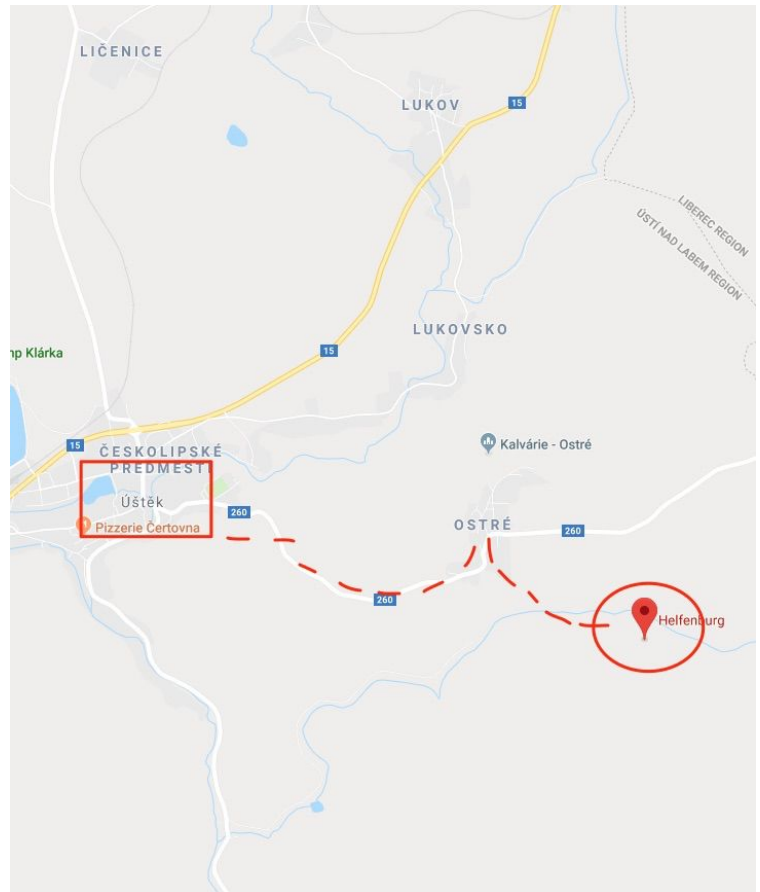 LIČENICE
LUKOV
15
LIBEREC REGION
ÚSTÍ NAD LABEM REGION
LUKOVSKO
15
np Klárka
15
ČESKOLIPSKÉ
PŘEDMĚSTÍ
Kalvárie - Ostré
Úštěk
260
OSTRÉ
Pizzerie Čertovna
260
260
Helfenburg